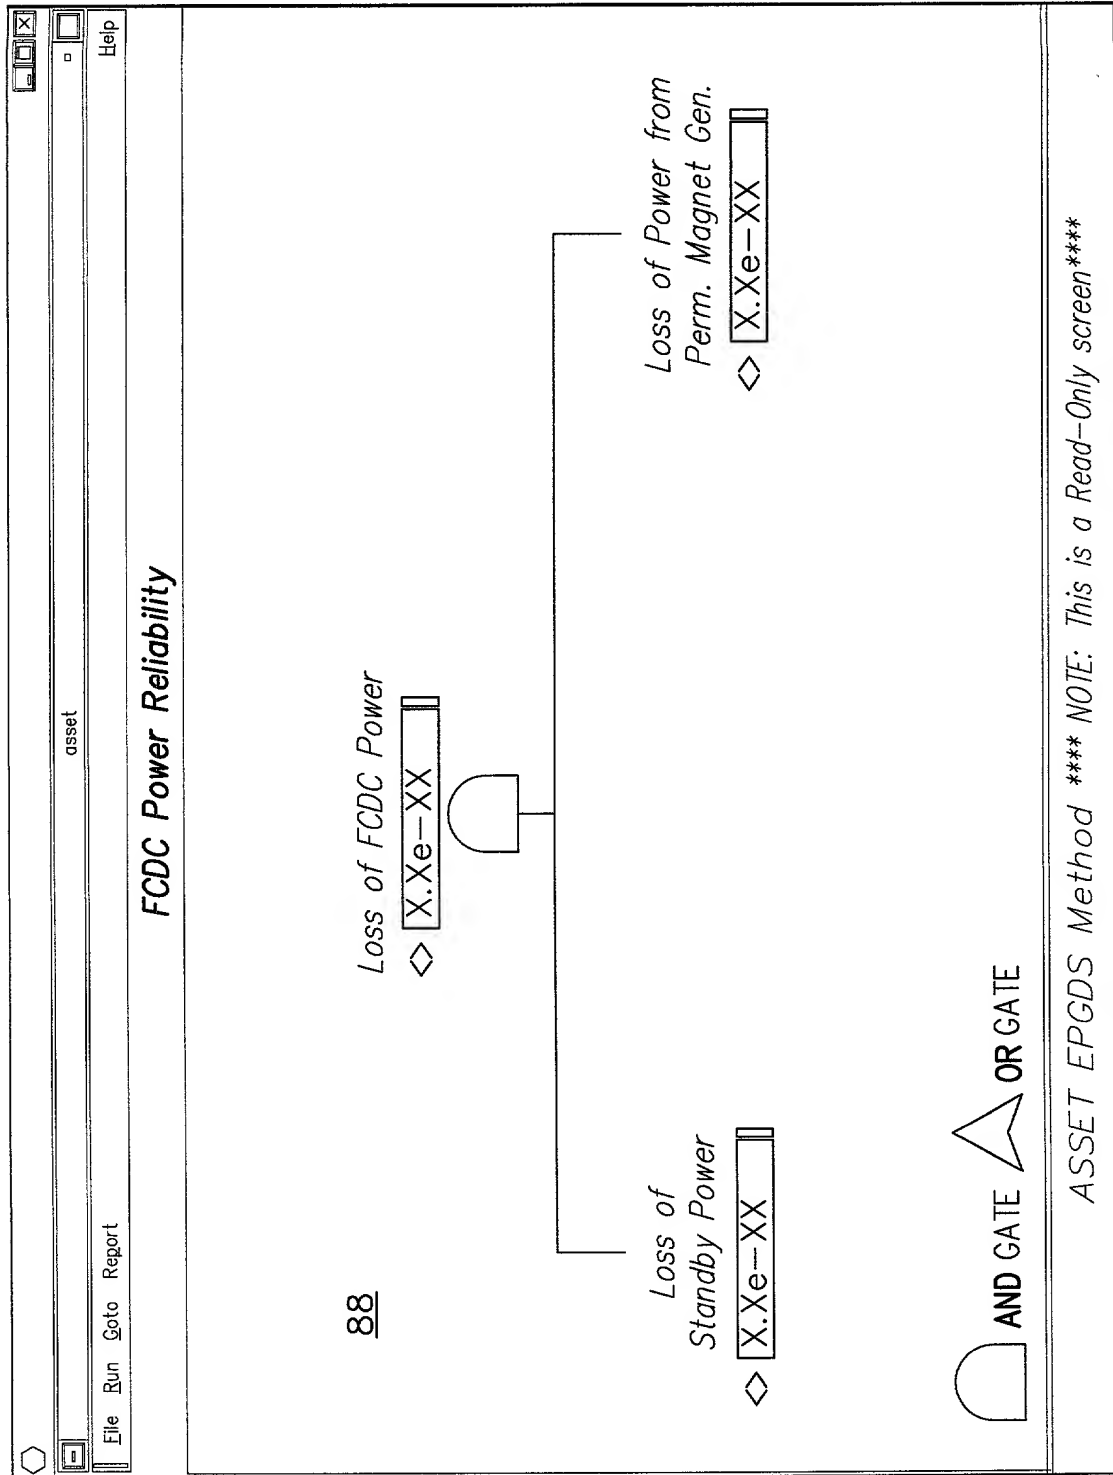 asset
File Run Goto Report Help
FCDC Power Reliability
88
Loss of FCDC Power
X.Xe-XX
Loss of
Standby Power
X.Xe-XX
Loss of Power from
Perm. Magnet Gen.
X.Xe-XX
AND GATE OR GATE
ASSET EPGDS Method **** NOTE: This is a Read-Only screen****